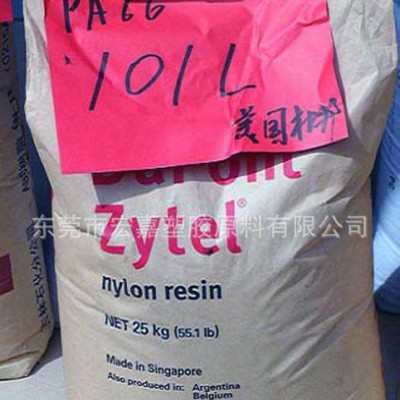 PA66
101L
美国杜邦
DuPont
东莞市宏嘉塑胶原料有限公司
Zytel®
nylon resin
NET 25 kg (55.1 lb)
Made in Singapore
Also produced in: Argentina
Belgium